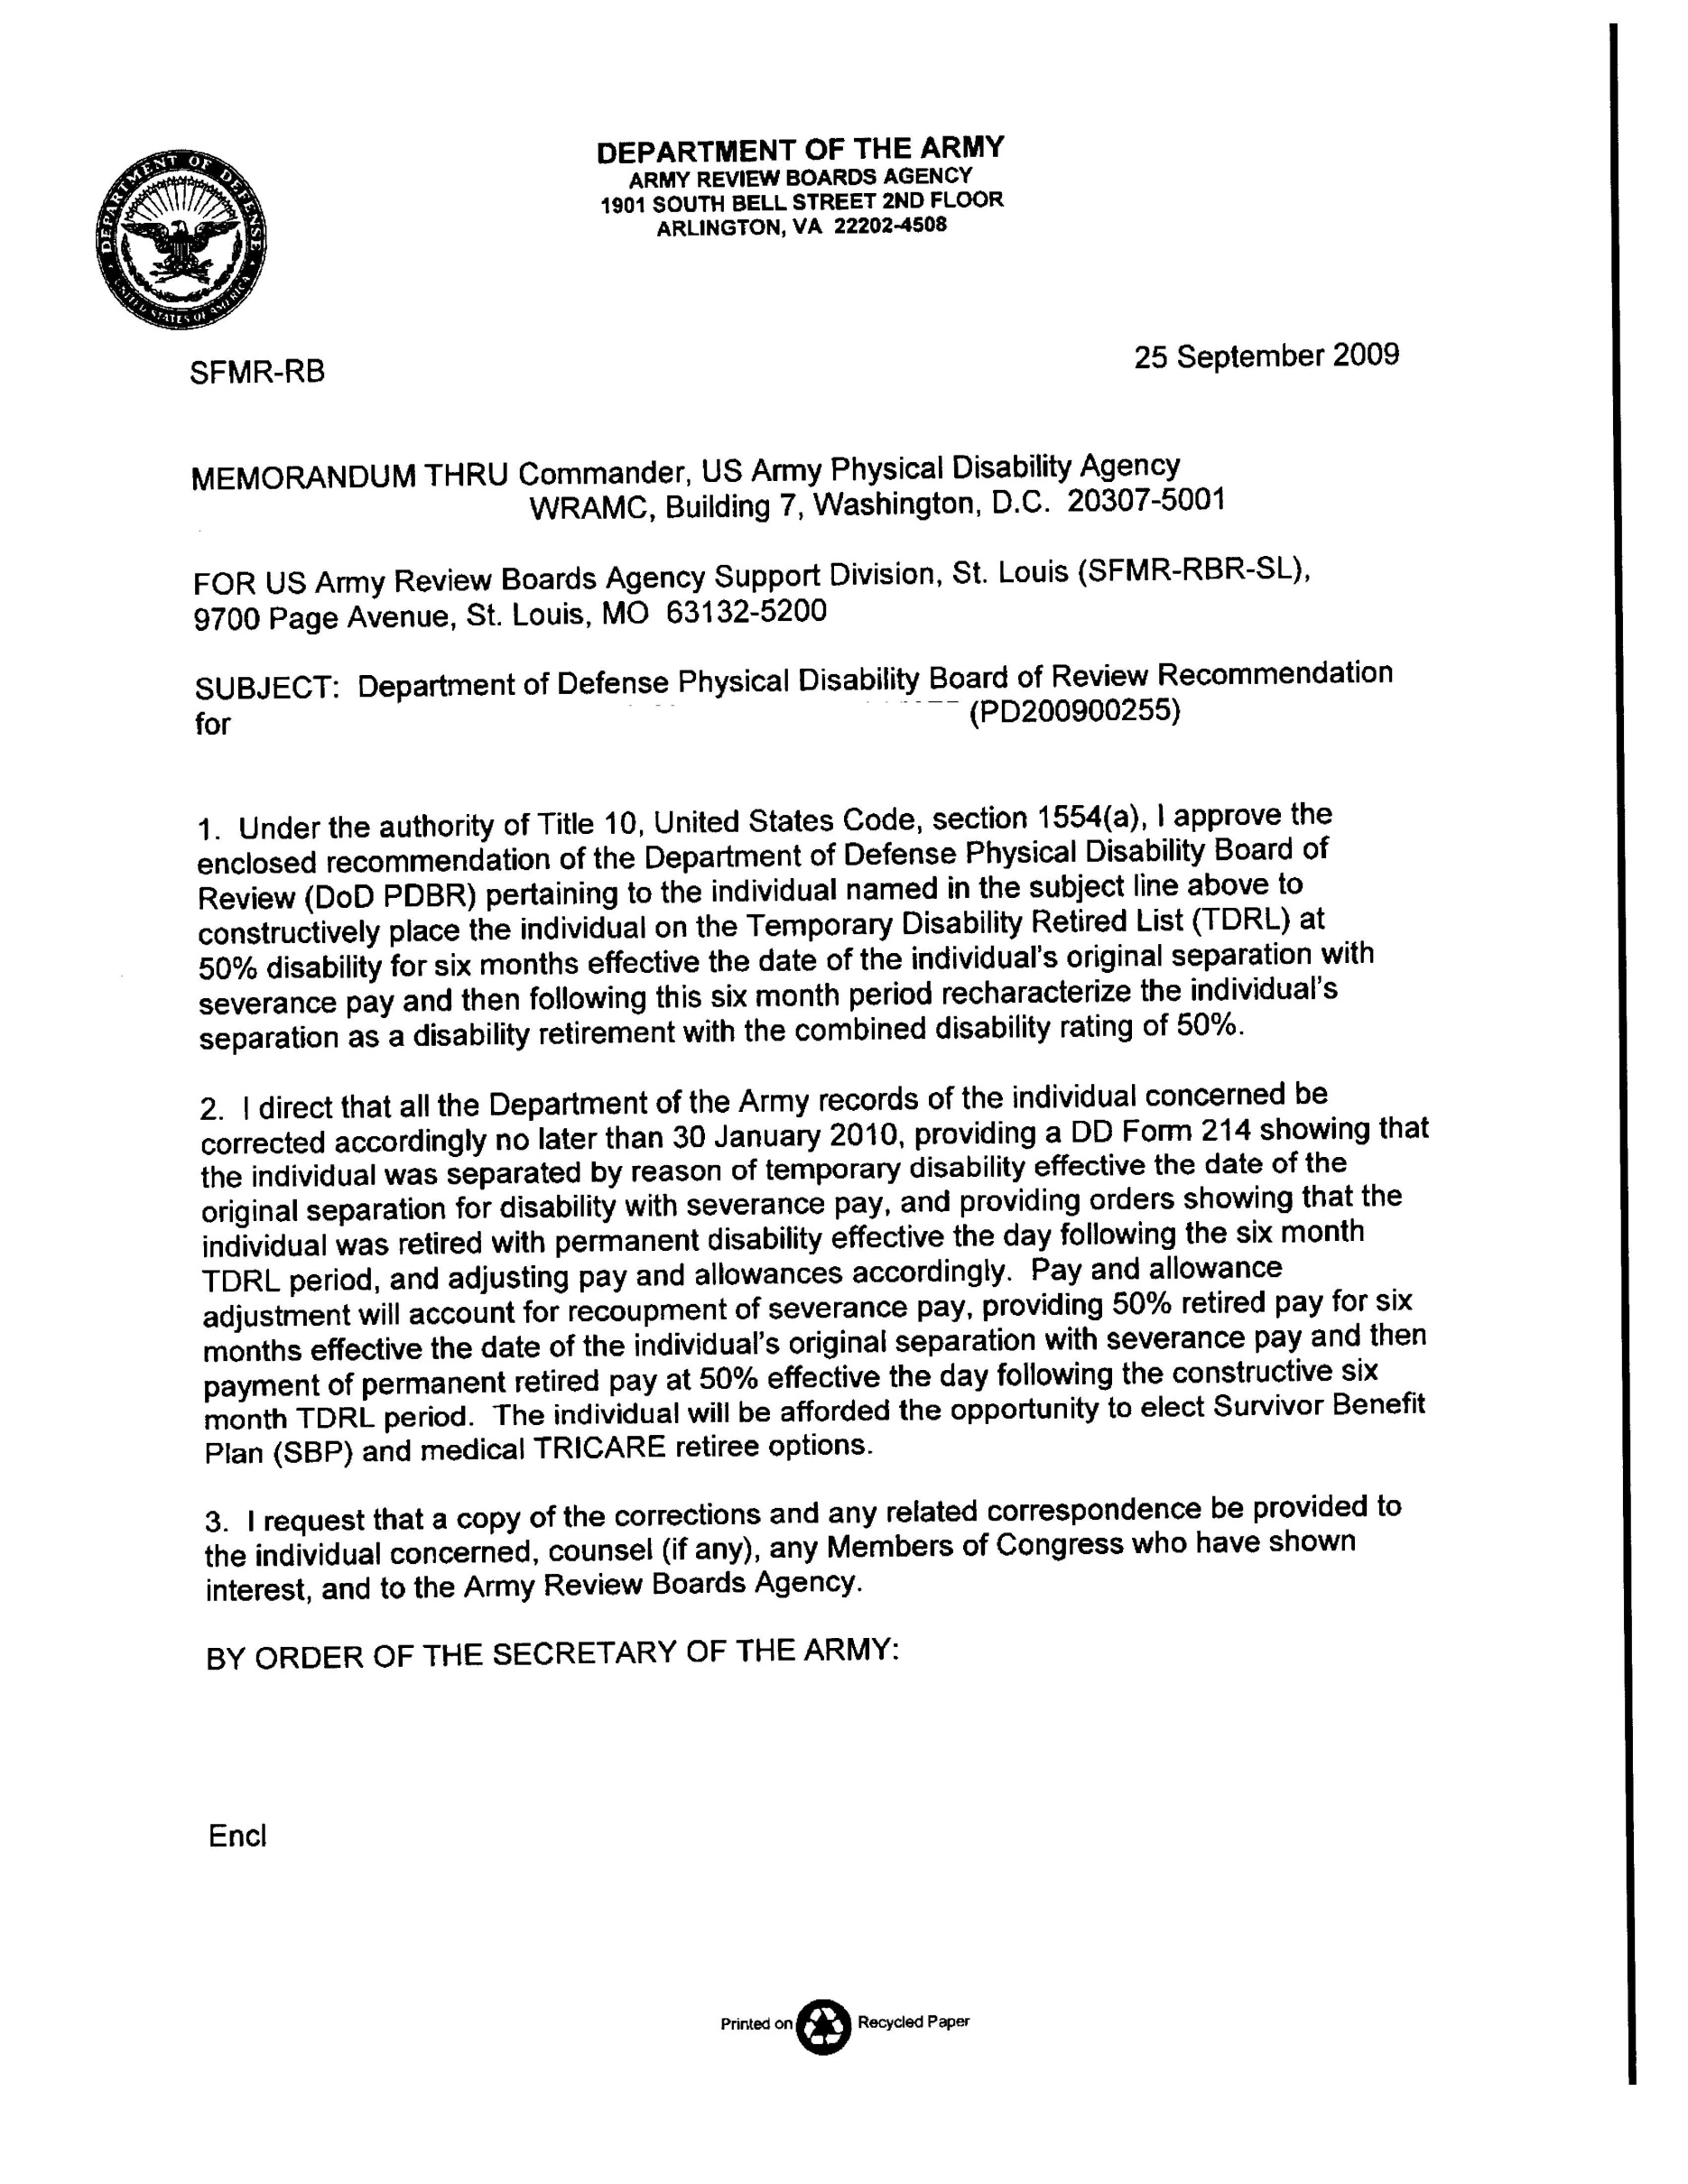 DEPARTMENT OF DEFENSE
UNITED STATES OF AMERICA
DEPARTMENT OF THE ARMY
ARMY REVIEW BOARDS AGENCY
1901 SOUTH BELL STREET 2ND FLOOR
ARLINGTON, VA 22202-4508
SFMR-RB
25 September 2009
MEMORANDUM THRU Commander, US Army Physical Disability Agency
WRAMC, Building 7, Washington, D.C. 20307-5001
FOR US Army Review Boards Agency Support Division, St. Louis (SFMR-RBR-SL),
9700 Page Avenue, St. Louis, MO 63132-5200
SUBJECT: Department of Defense Physical Disability Board of Review Recommendation
for (PD200900255)
1. Under the authority of Title 10, United States Code, section 1554(a), I approve the
enclosed recommendation of the Department of Defense Physical Disability Board of
Review (DoD PDBR) pertaining to the individual named in the subject line above to
constructively place the individual on the Temporary Disability Retired List (TDRL) at
50% disability for six months effective the date of the individual's original separation with
severance pay and then following this six month period recharacterize the individual's
separation as a disability retirement with the combined disability rating of 50%.
2. I direct that all the Department of the Army records of the individual concerned be
corrected accordingly no later than 30 January 2010, providing a DD Form 214 showing that
the individual was separated by reason of temporary disability effective the date of the
original separation for disability with severance pay, and providing orders showing that the
individual was retired with permanent disability effective the day following the six month
TDRL period, and adjusting pay and allowances accordingly. Pay and allowance
adjustment will account for recoupment of severance pay, providing 50% retired pay for six
months effective the date of the individual's original separation with severance pay and then
payment of permanent retired pay at 50% effective the day following the constructive six
month TDRL period. The individual will be afforded the opportunity to elect Survivor Benefit
Plan (SBP) and medical TRICARE retiree options.
3. I request that a copy of the corrections and any related correspondence be provided to
the individual concerned, counsel (if any), any Members of Congress who have shown
interest, and to the Army Review Boards Agency.
BY ORDER OF THE SECRETARY OF THE ARMY:
Encl
Printed on Recycled Paper